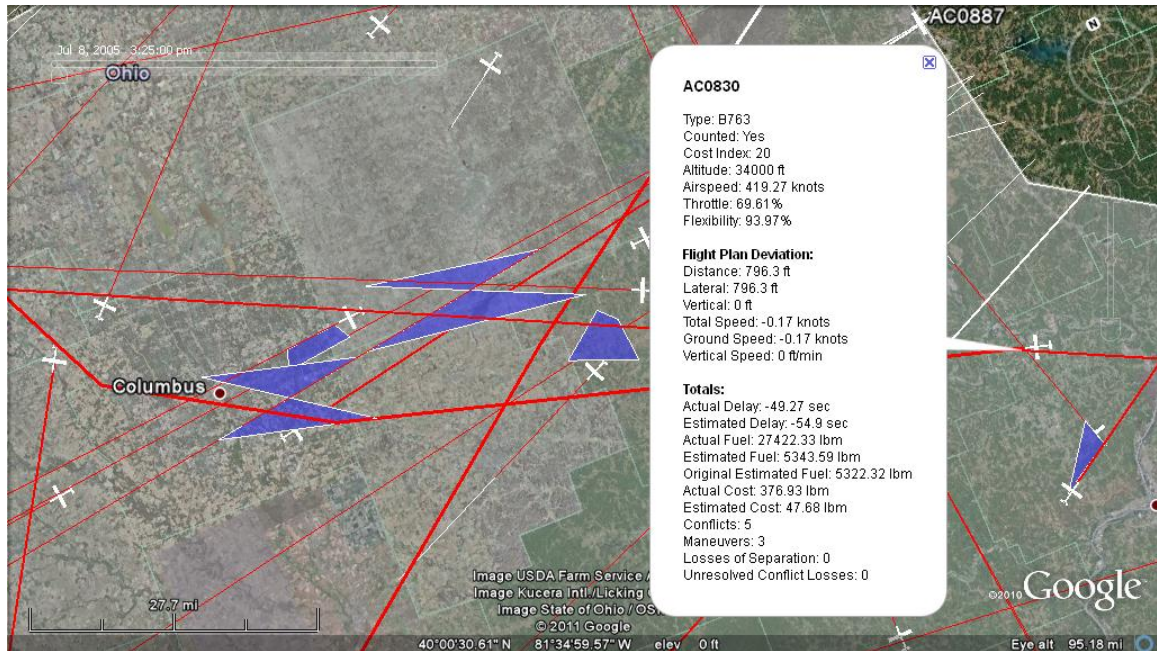 AC0887
Jul 8, 2005 3:25:00 pm
Ohio
N
AC0830
Type: B763
Counted: Yes
Cost Index: 20
Altitude: 34000 ft
Airspeed: 419.27 knots
Throttle: 69.61%
Flexibility: 93.97%
Flight Plan Deviation:
Distance: 796.3 ft
Lateral: 796.3 ft
Vertical: 0 ft
Total Speed: -0.17 knots
Ground Speed: -0.17 knots
Vertical Speed: 0 ft/min
Totals:
Actual Delay: -49.27 sec
Estimated Delay: -54.9 sec
Actual Fuel: 27422.33 lbm
Estimated Fuel: 5343.59 lbm
Original Estimated Fuel: 5322.32 lbm
Actual Cost: 376.93 lbm
Estimated Cost: 47.68 lbm
Conflicts: 5
Maneuvers: 3
Losses of Separation: 0
Unresolved Conflict Losses: 0
Columbus
Image USDA Farm Service
Image Kucera Intl./Licking
Image State of Ohio / OS
© 2011 Google
©2010 Google
27.7 mi
40°00'30.61" N 81°34'59.57" W elev 0 ft
Eye alt 95.18 mi